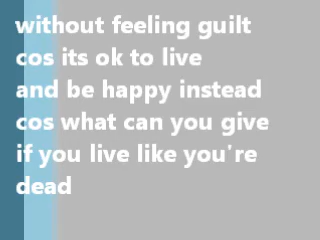 without feeling guilt
cos its ok to live
and be happy instead
cos what can you give
if you live like you're
dead